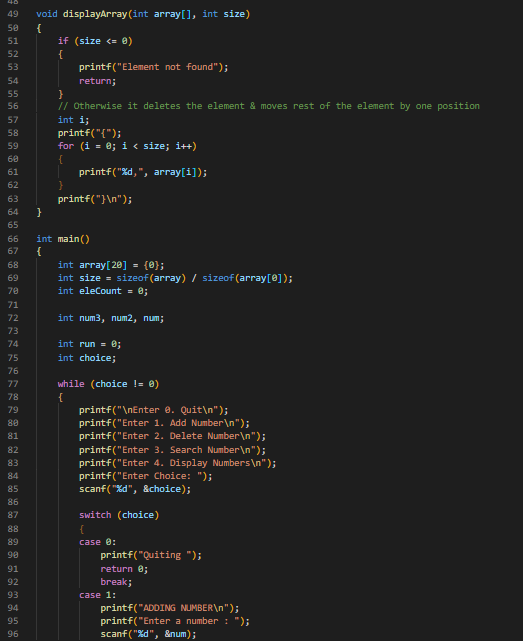 48
49 void displayArray(int array[], int size)
50 {
51 if (size <= 0)
52 {
53 printf("Element not found");
54 return;
55 }
56 // Otherwise it deletes the element & moves rest of the element by one position
57 int i;
58 printf("{");
59 for (i = 0; i < size; i++)
60 {
61 printf("%d,", array[i]);
62 }
63 printf("}\n");
64 }
65
66 int main()
67 {
68 int array[20] = {0};
69 int size = sizeof(array) / sizeof(array[0]);
70 int eleCount = 0;
71
72 int num3, num2, num;
73
74 int run = 0;
75 int choice;
76
77 while (choice != 0)
78 {
79 printf("\nEnter 0. Quit\n");
80 printf("Enter 1. Add Number\n");
81 printf("Enter 2. Delete Number\n");
82 printf("Enter 3. Search Number\n");
83 printf("Enter 4. Display Numbers\n");
84 printf("Enter Choice: ");
85 scanf("%d", &choice);
86
87 switch (choice)
88 {
89 case 0:
90 printf("Quiting ");
91 return 0;
92 break;
93 case 1:
94 printf("ADDING NUMBER\n");
95 printf("Enter a number : ");
96 scanf("%d", &num);